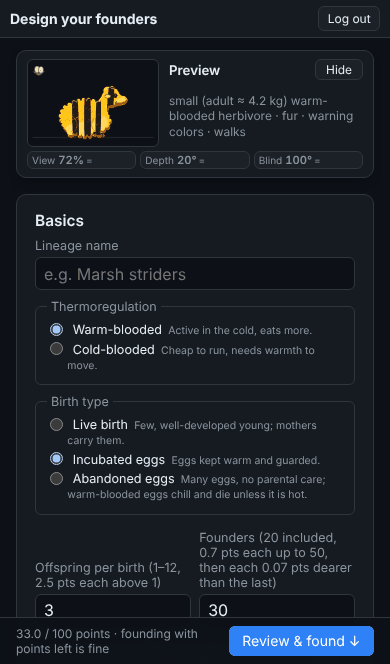 Design your founders
Log out
Preview
Hide
small (adult ≈ 4.2 kg) warm-
blooded herbivore · fur · warning
colors · walks
View 72% =
Depth 20° =
Blind 100° =
Basics
Lineage name
e.g. Marsh striders
Thermoregulation
Warm-blooded Active in the cold, eats more.
Cold-blooded Cheap to run, needs warmth to
move.
Birth type
Live birth Few, well-developed young; mothers
carry them.
Incubated eggs Eggs kept warm and guarded.
Abandoned eggs Many eggs, no parental care;
warm-blooded eggs chill and die unless it is hot.
Offspring per birth (1–12,
2.5 pts each above 1)
3
Founders (20 included,
0.7 pts each up to 50,
then each 0.07 pts dearer
than the last)
30
33.0 / 100 points · founding with
points left is fine
Review & found ↓